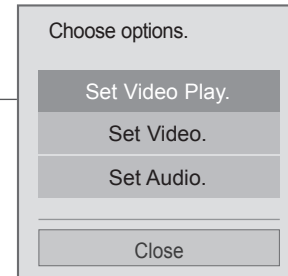 Choose options.
Set Video Play.
Set Video.
Set Audio.
Close